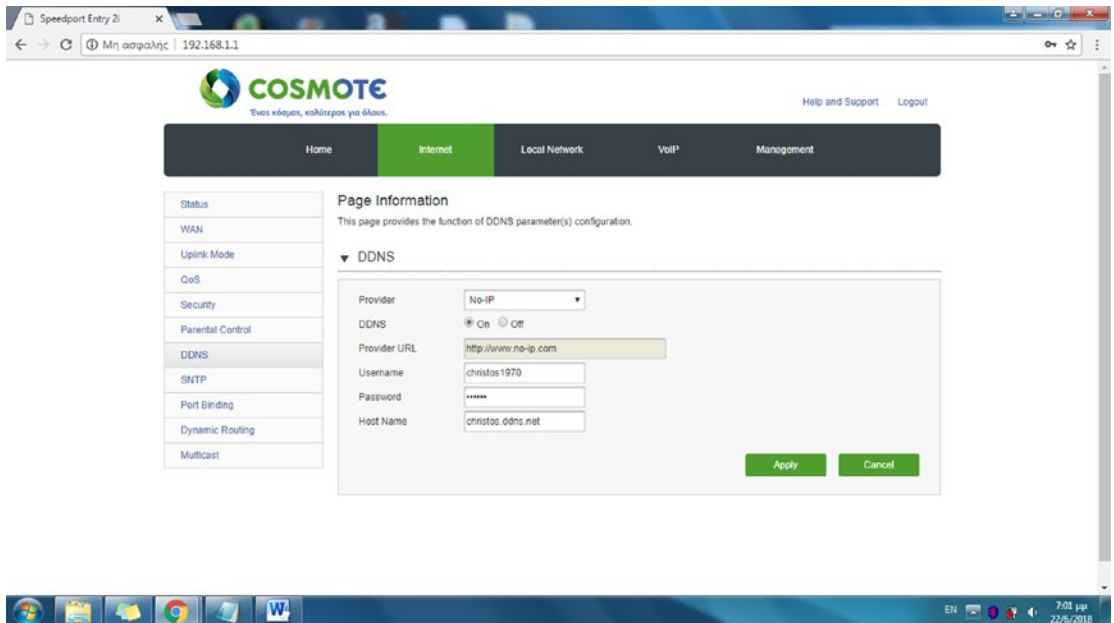 Speedport Entry 2i
Μη ασφαλής | 192.168.1.1
COSMOTE
Ένας κόσμος, καλύτερος για όλους.
Help and Support Logout
Home Internet Local Network VoIP Management
Status
WAN
Uplink Mode
QoS
Security
Parental Control
DDNS
SNTP
Port Binding
Dynamic Routing
Multicast
Page Information
This page provides the function of DDNS parameter(s) configuration.
DDNS
Provider No-IP
DDNS On Off
Provider URL http://www.no-ip.com
Username christos1970
Password ••••••
Host Name christos.ddns.net
Apply Cancel
EN 7:01 μμ
22/6/2018